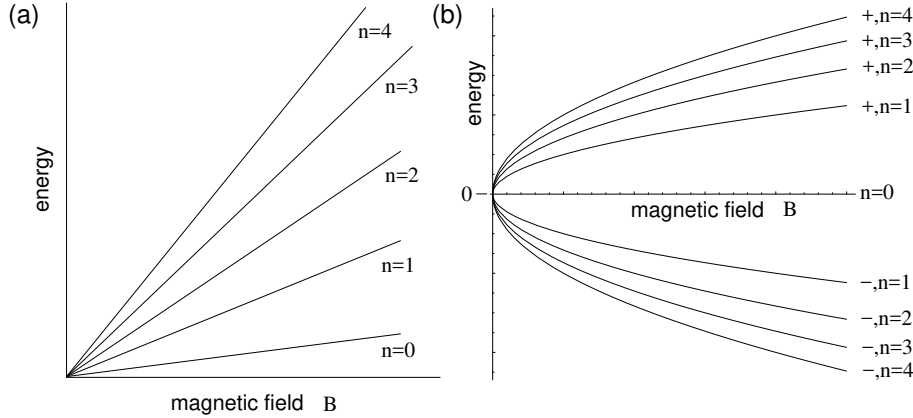 (a)
energy
n=4
n=3
n=2
n=1
n=0
magnetic field B
(b)
energy
+,n=4
+,n=3
+,n=2
+,n=1
0
n=0
magnetic field B
−,n=1
−,n=2
−,n=3
−,n=4